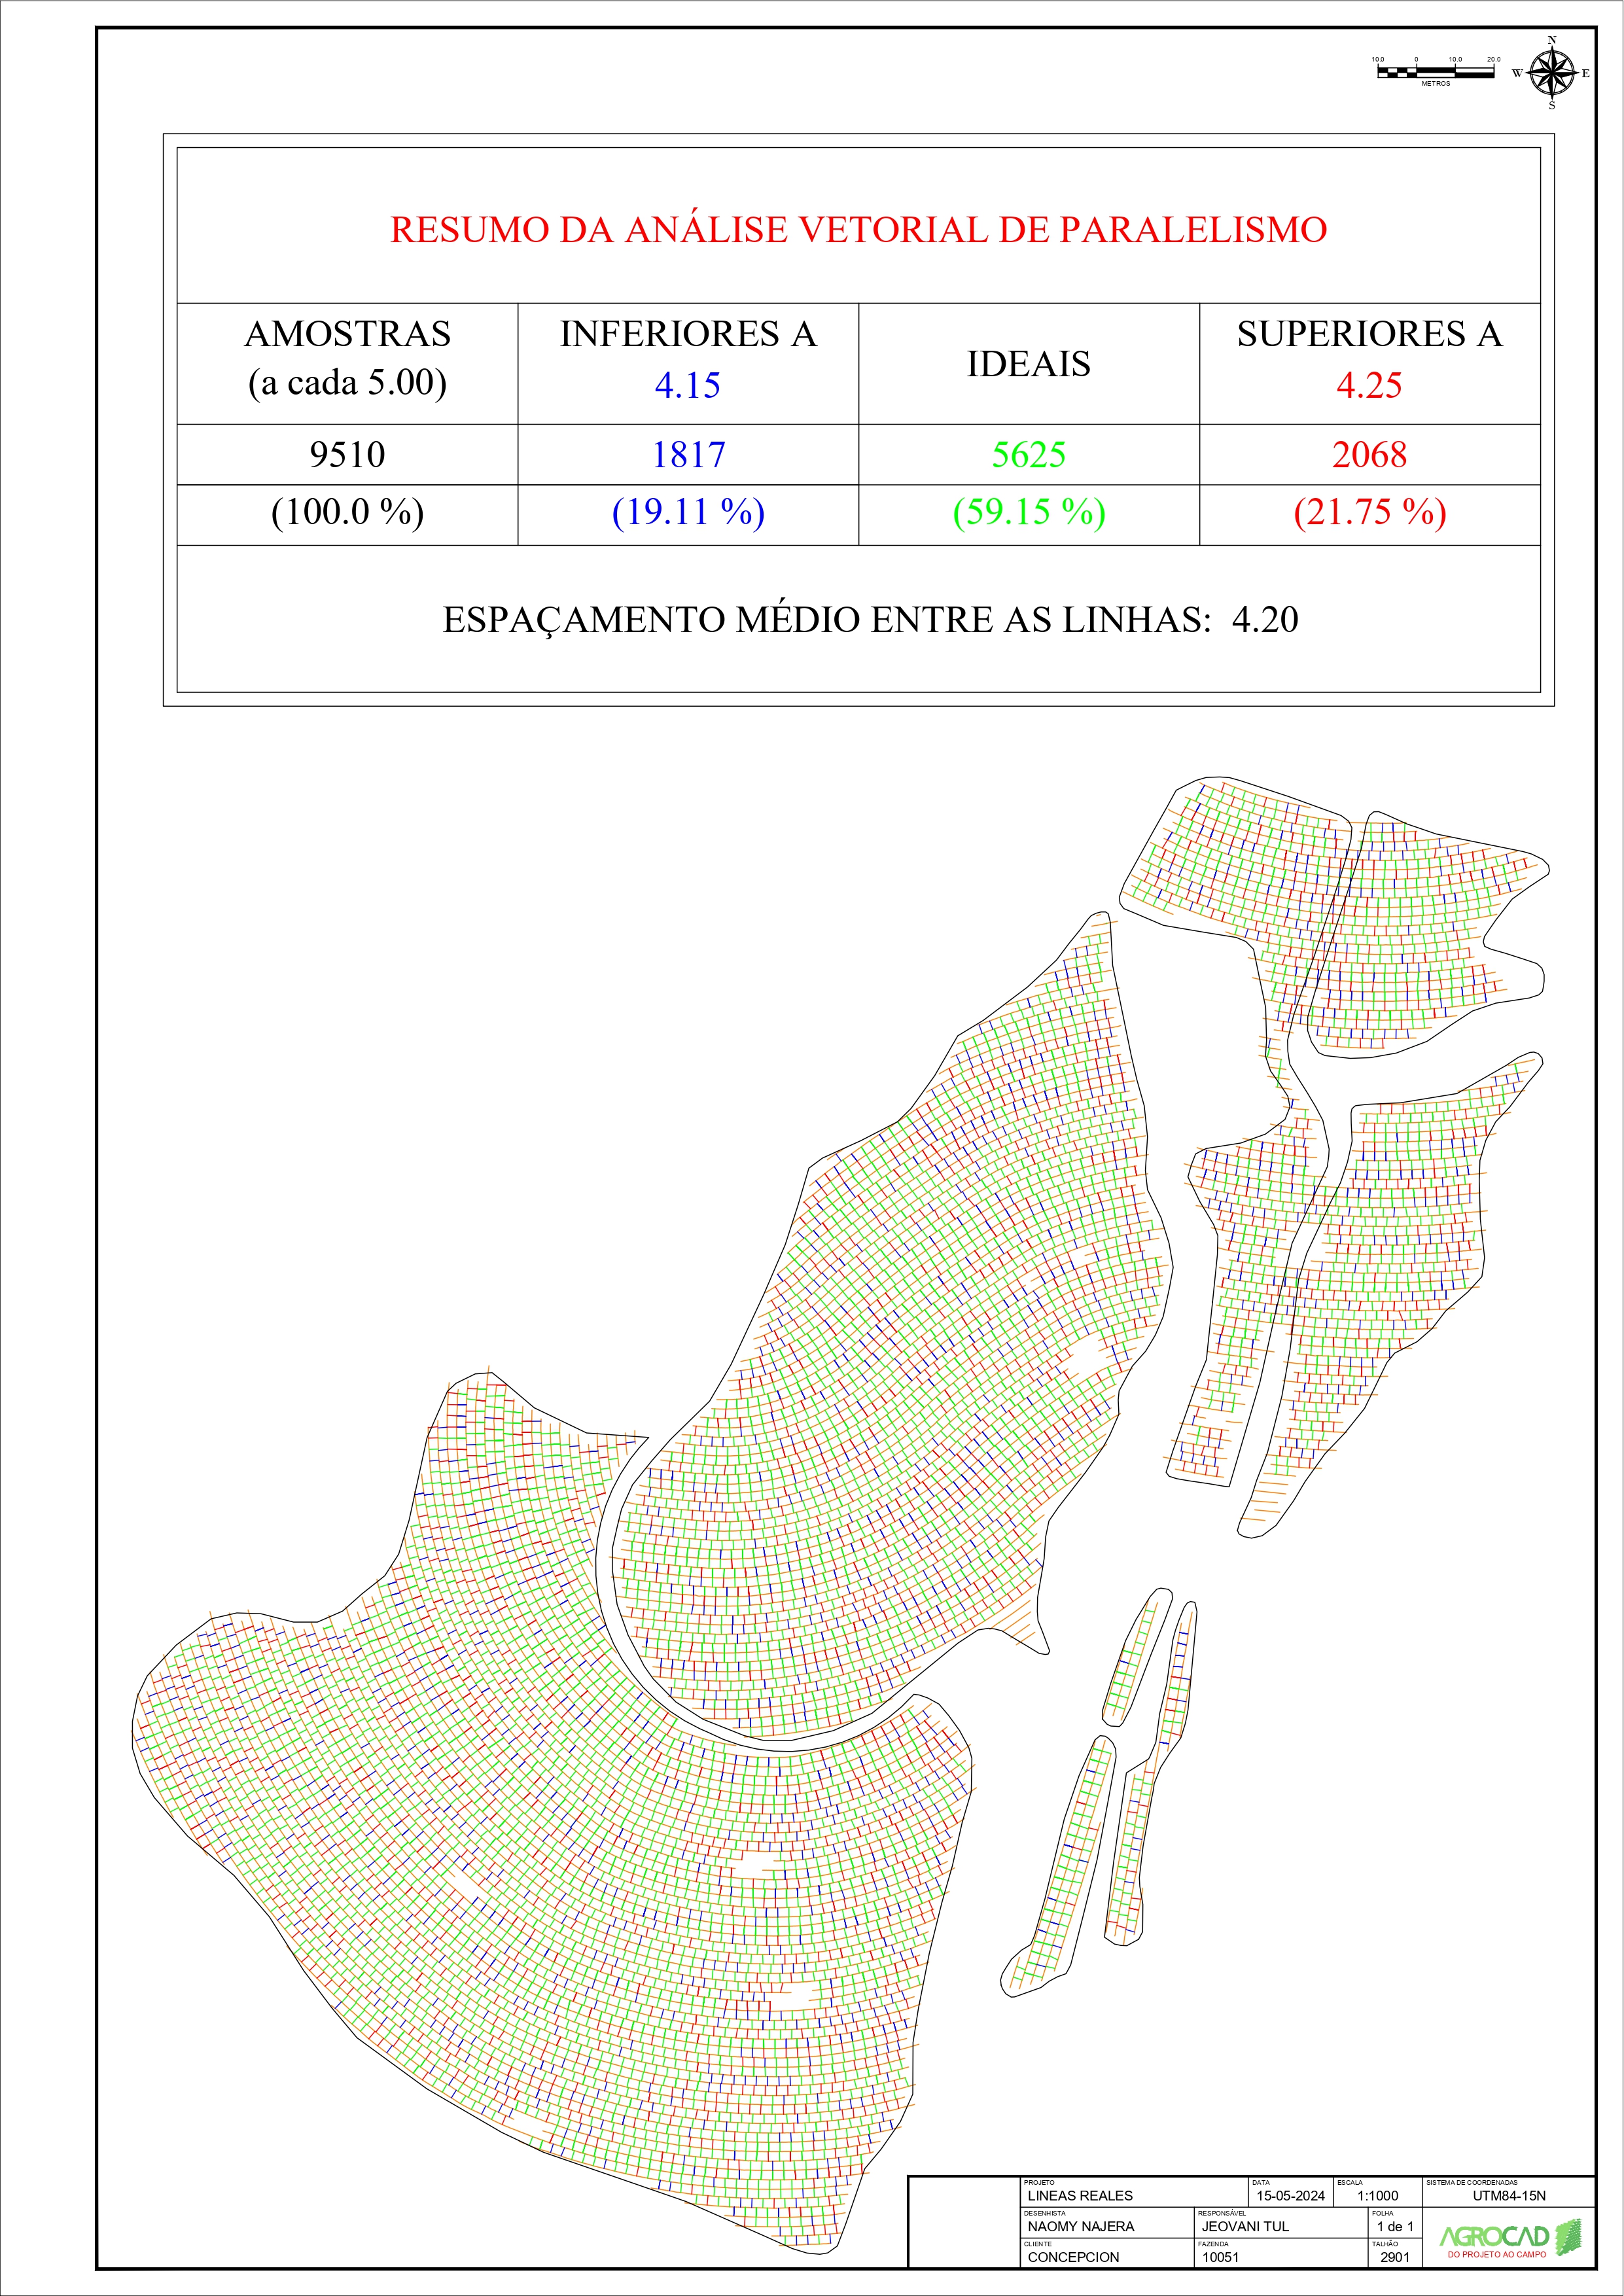 N
10.0 0 10.0 20.0
W E
METROS
S
RESUMO DA ANÁLISE VETORIAL DE PARALELISMO
AMOSTRAS INFERIORES A IDEAIS SUPERIORES A
(a cada 5.00) 4.15 4.25
9510 1817 5625 2068
(100.0 %) (19.11 %) (59.15 %) (21.75 %)
ESPAÇAMENTO MÉDIO ENTRE AS LINHAS: 4.20
PROJETO DATA ESCALA SISTEMA DE COORDENADAS
LINEAS REALES 15-05-2024 1:1000 UTM84-15N
DESENHISTA RESPONSÁVEL FOLHA
NAOMY NAJERA JEOVANI TUL 1 de 1
CLIENTE FAZENDA TALHÃO
CONCEPCION 10051 2901
AGROCAD
DO PROJETO AO CAMPO